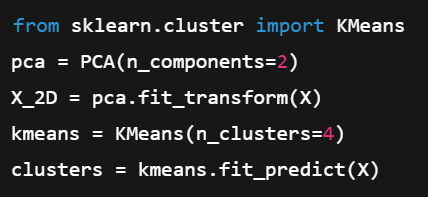 from sklearn.cluster import KMeans
pca = PCA(n_components=2)
X_2D = pca.fit_transform(X)
kmeans = KMeans(n_clusters=4)
clusters = kmeans.fit_predict(X)